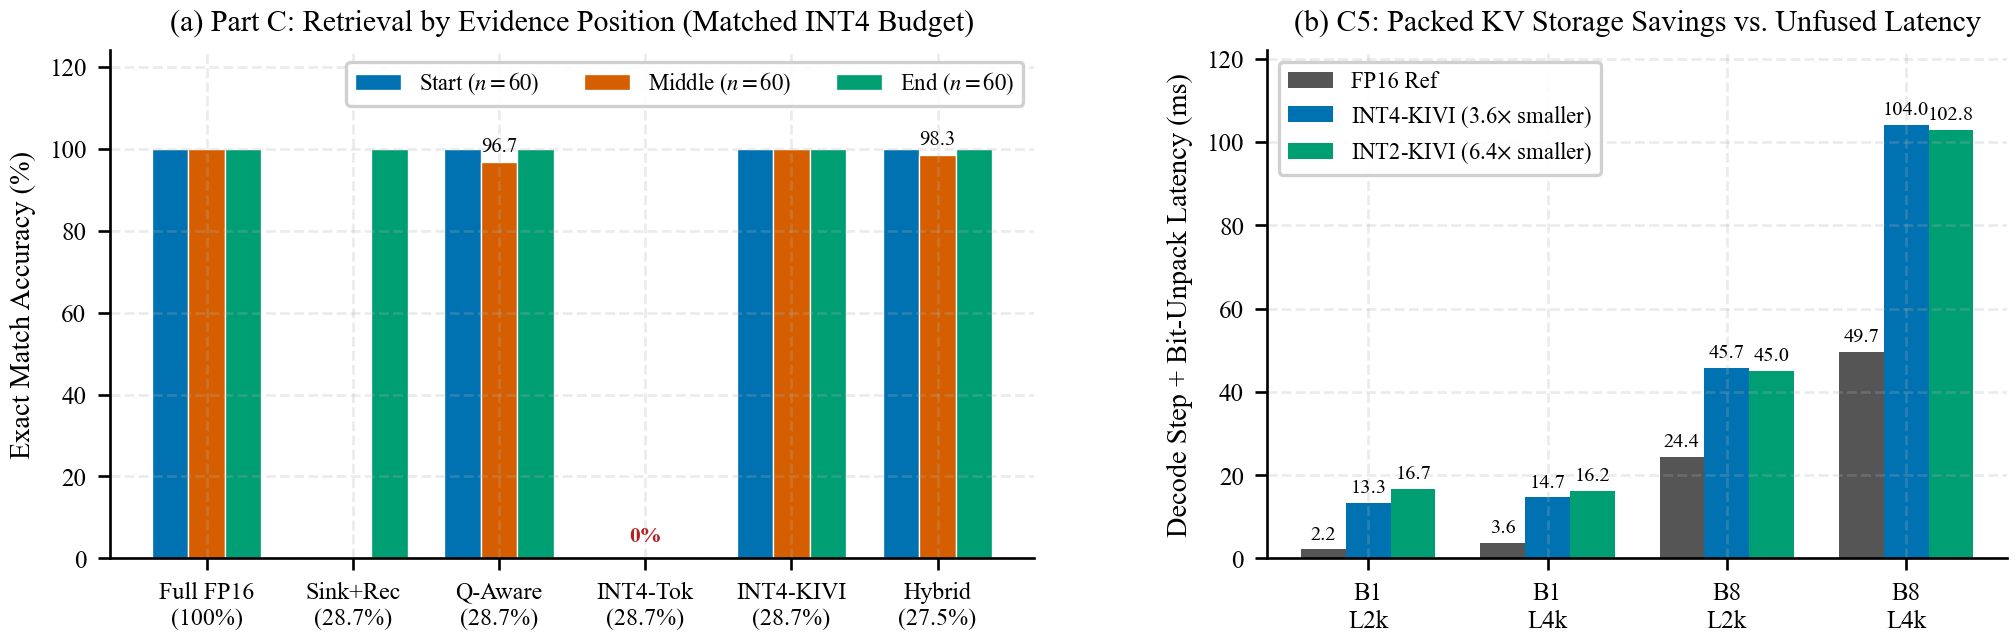 (a) Part C: Retrieval by Evidence Position (Matched INT4 Budget)
Exact Match Accuracy (%)
120
100
80
60
40
20
0
Start (n=60)
Middle (n=60)
End (n=60)
96.7
0%
98.3
Full FP16
(100%)
Sink+Rec
(28.7%)
Q-Aware
(28.7%)
INT4-Tok
(28.7%)
INT4-KIVI
(28.7%)
Hybrid
(27.5%)
(b) C5: Packed KV Storage Savings vs. Unfused Latency
Decode Step + Bit-Unpack Latency (ms)
120
100
80
60
40
20
0
FP16 Ref
INT4-KIVI (3.6× smaller)
INT2-KIVI (6.4× smaller)
2.2
13.3
16.7
3.6
14.7
16.2
24.4
45.7
45.0
49.7
104.0
102.8
B1
L2k
B1
L4k
B8
L2k
B8
L4k